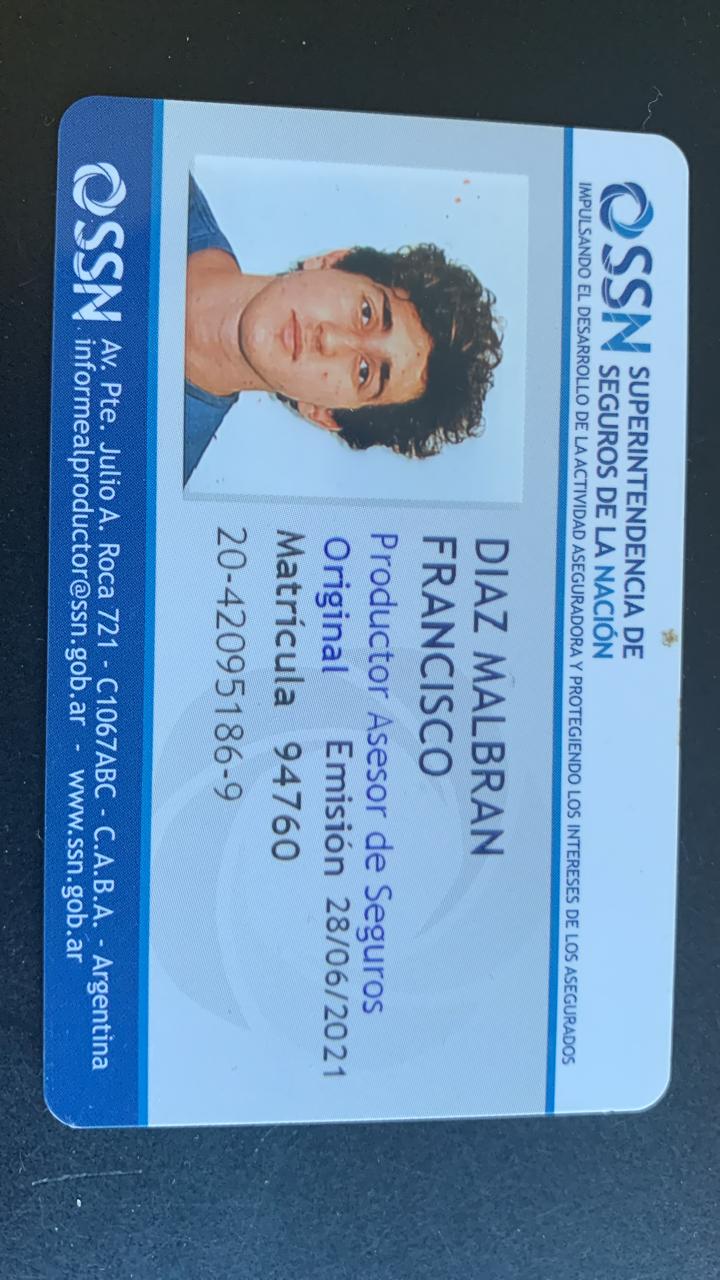 SSN SUPERINTENDENCIA DE
SEGUROS DE LA NACIÓN
IMPULSANDO EL DESARROLLO DE LA ACTIVIDAD ASEGURADORA Y PROTEGIENDO LOS INTERESES DE LOS ASEGURADOS
DIAZ MALBRAN
FRANCISCO
Productor Asesor de Seguros
Original Emisión 28/06/2021
Matrícula 94760
20-42095186-9
SSN Av. Pte. Julio A. Roca 721 - C1067ABC - C.A.B.A. - Argentina
informealproductor@ssn.gob.ar - www.ssn.gob.ar